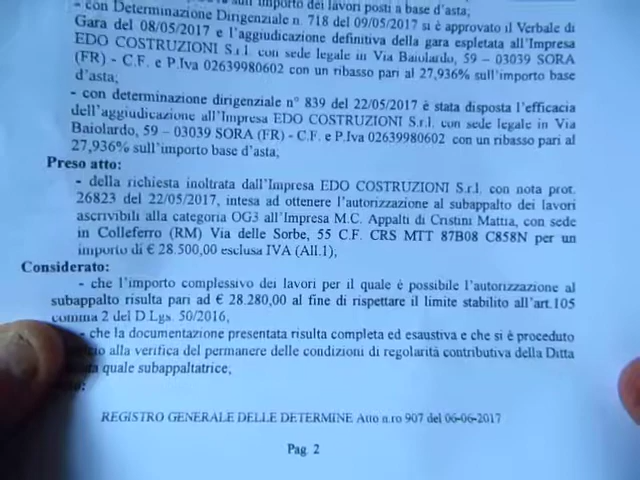 sull'importo dei lavori posti a base d'asta;
- con Determinazione Dirigenziale n. 718 del 09/05/2017 si è approvato il Verbale di
Gara del 08/05/2017 e l'aggiudicazione definitiva della gara espletata all'Impresa
EDO COSTRUZIONI S.r.l. con sede legale in Via Baiolardo, 59 – 03039 SORA
(FR) - C.F. e P.Iva 02639980602 con un ribasso pari al 27,936% sull'importo base
d'asta;
- con determinazione dirigenziale n° 839 del 22/05/2017 è stata disposta l'efficacia
dell'aggiudicazione all'Impresa EDO COSTRUZIONI S.r.l. con sede legale in Via
Baiolardo, 59 – 03039 SORA (FR) - C.F. e P.Iva 02639980602 con un ribasso pari al
27,936% sull'importo base d'asta;
Preso atto:
- della richiesta inoltrata dall'Impresa EDO COSTRUZIONI S.r.l. con nota prot.
26823 del 22/05/2017, intesa ad ottenere l'autorizzazione al subappalto dei lavori
ascrivibili alla categoria OG3 all'Impresa M.C. Appalti di Cristini Mattia, con sede
in Colleferro (RM) Via delle Sorbe, 55 C.F. CRS MTT 87B08 C858N per un
importo di € 28.500,00 esclusa IVA (All.1);
Considerato:
- che l'importo complessivo dei lavori per il quale è possibile l'autorizzazione al
subappalto risulta pari ad € 28.280,00 al fine di rispettare il limite stabilito all'art.105
comma 2 del D.Lgs. 50/2016,
- che la documentazione presentata risulta completa ed esaustiva e che si è proceduto
alla verifica del permanere delle condizioni di regolarità contributiva della Ditta
quale subappaltatrice;
REGISTRO GENERALE DELLE DETERMINE Atto n.ro 907 del 06-06-2017
Pag. 2